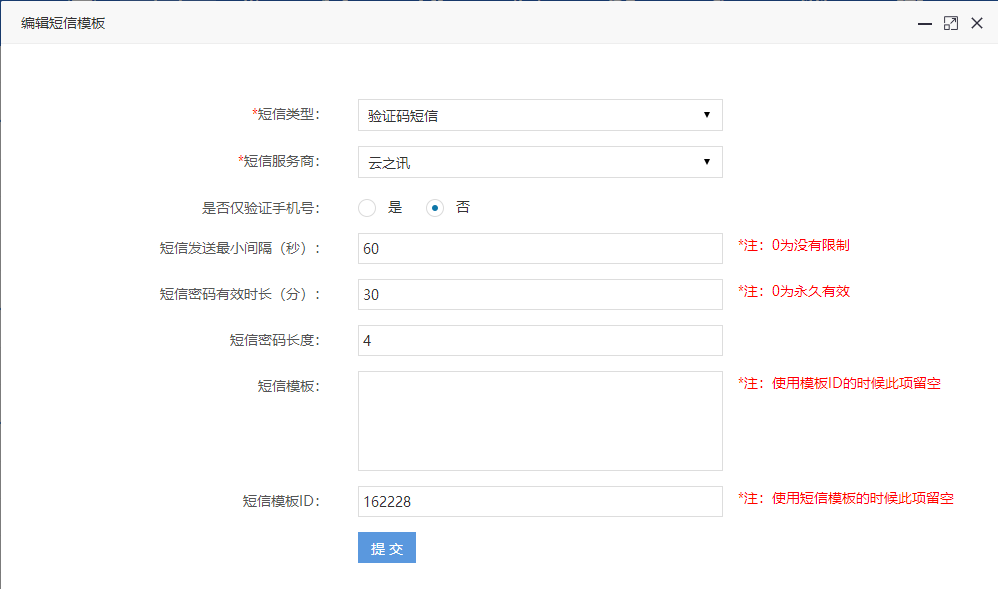 编辑短信模板
*短信类型： 验证码短信
*短信服务商： 云之讯
是否仅验证手机号： 是 否
短信发送最小间隔（秒）： 60 *注：0为没有限制
短信密码有效时长（分）： 30 *注：0为永久有效
短信密码长度： 4
短信模板： *注：使用模板ID的时候此项留空
短信模板ID： 162228 *注：使用短信模板的时候此项留空
提 交